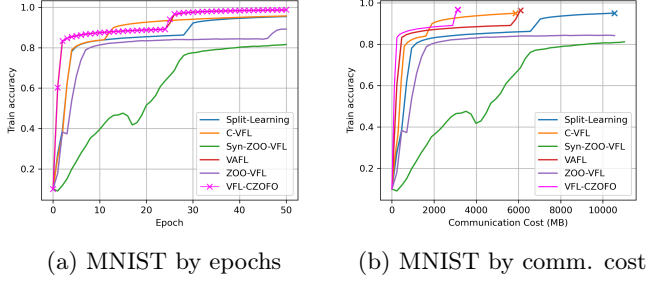 1.0
0.8
0.6
0.4
0.2
Train accuracy
0 10 20 30 40 50
Epoch
Split-Learning
C-VFL
Syn-ZOO-VFL
VAFL
ZOO-VFL
VFL-CZOFO
(a) MNIST by epochs
1.0
0.8
0.6
0.4
0.2
Train accuracy
0 2000 4000 6000 8000 10000
Communication Cost (MB)
Split-Learning
C-VFL
Syn-ZOO-VFL
VAFL
ZOO-VFL
VFL-CZOFO
(b) MNIST by comm. cost